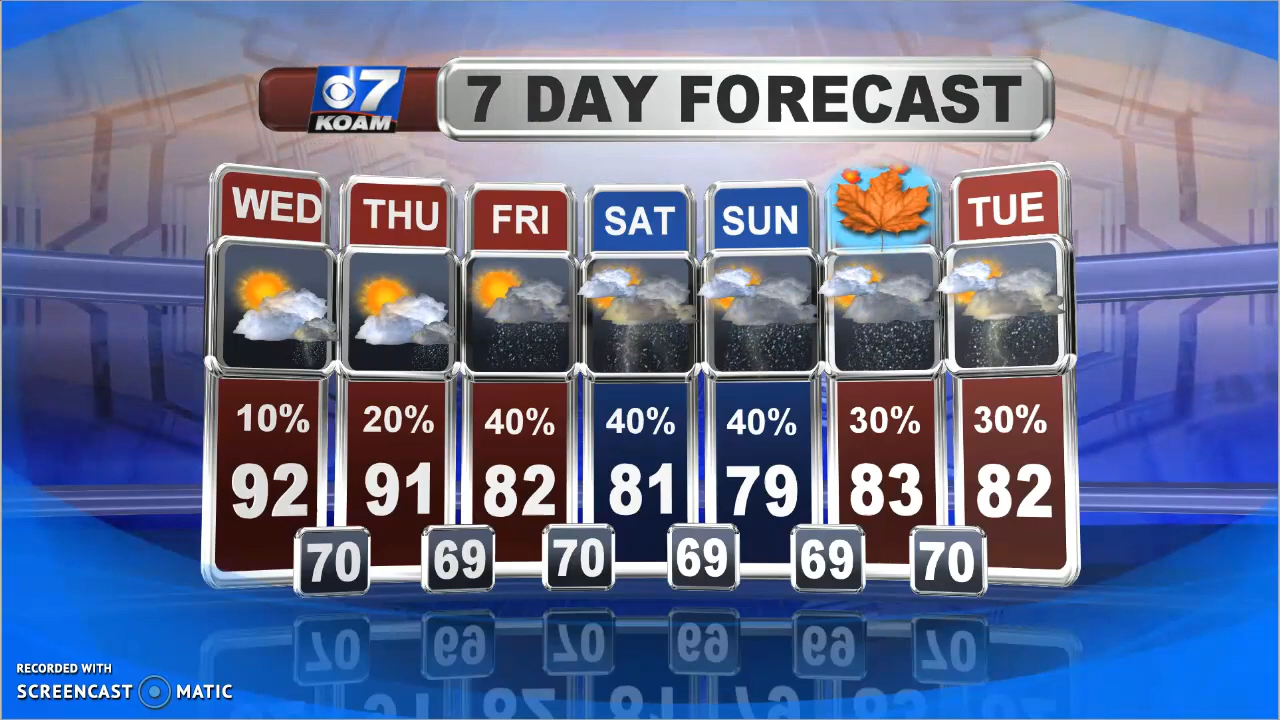 7 KOAM
7 DAY FORECAST
WED THU FRI SAT SUN TUE
10% 20% 40% 40% 40% 30% 30%
92 91 82 81 79 83 82
70 69 70 69 69 70
RECORDED WITH
SCREENCAST MATIC